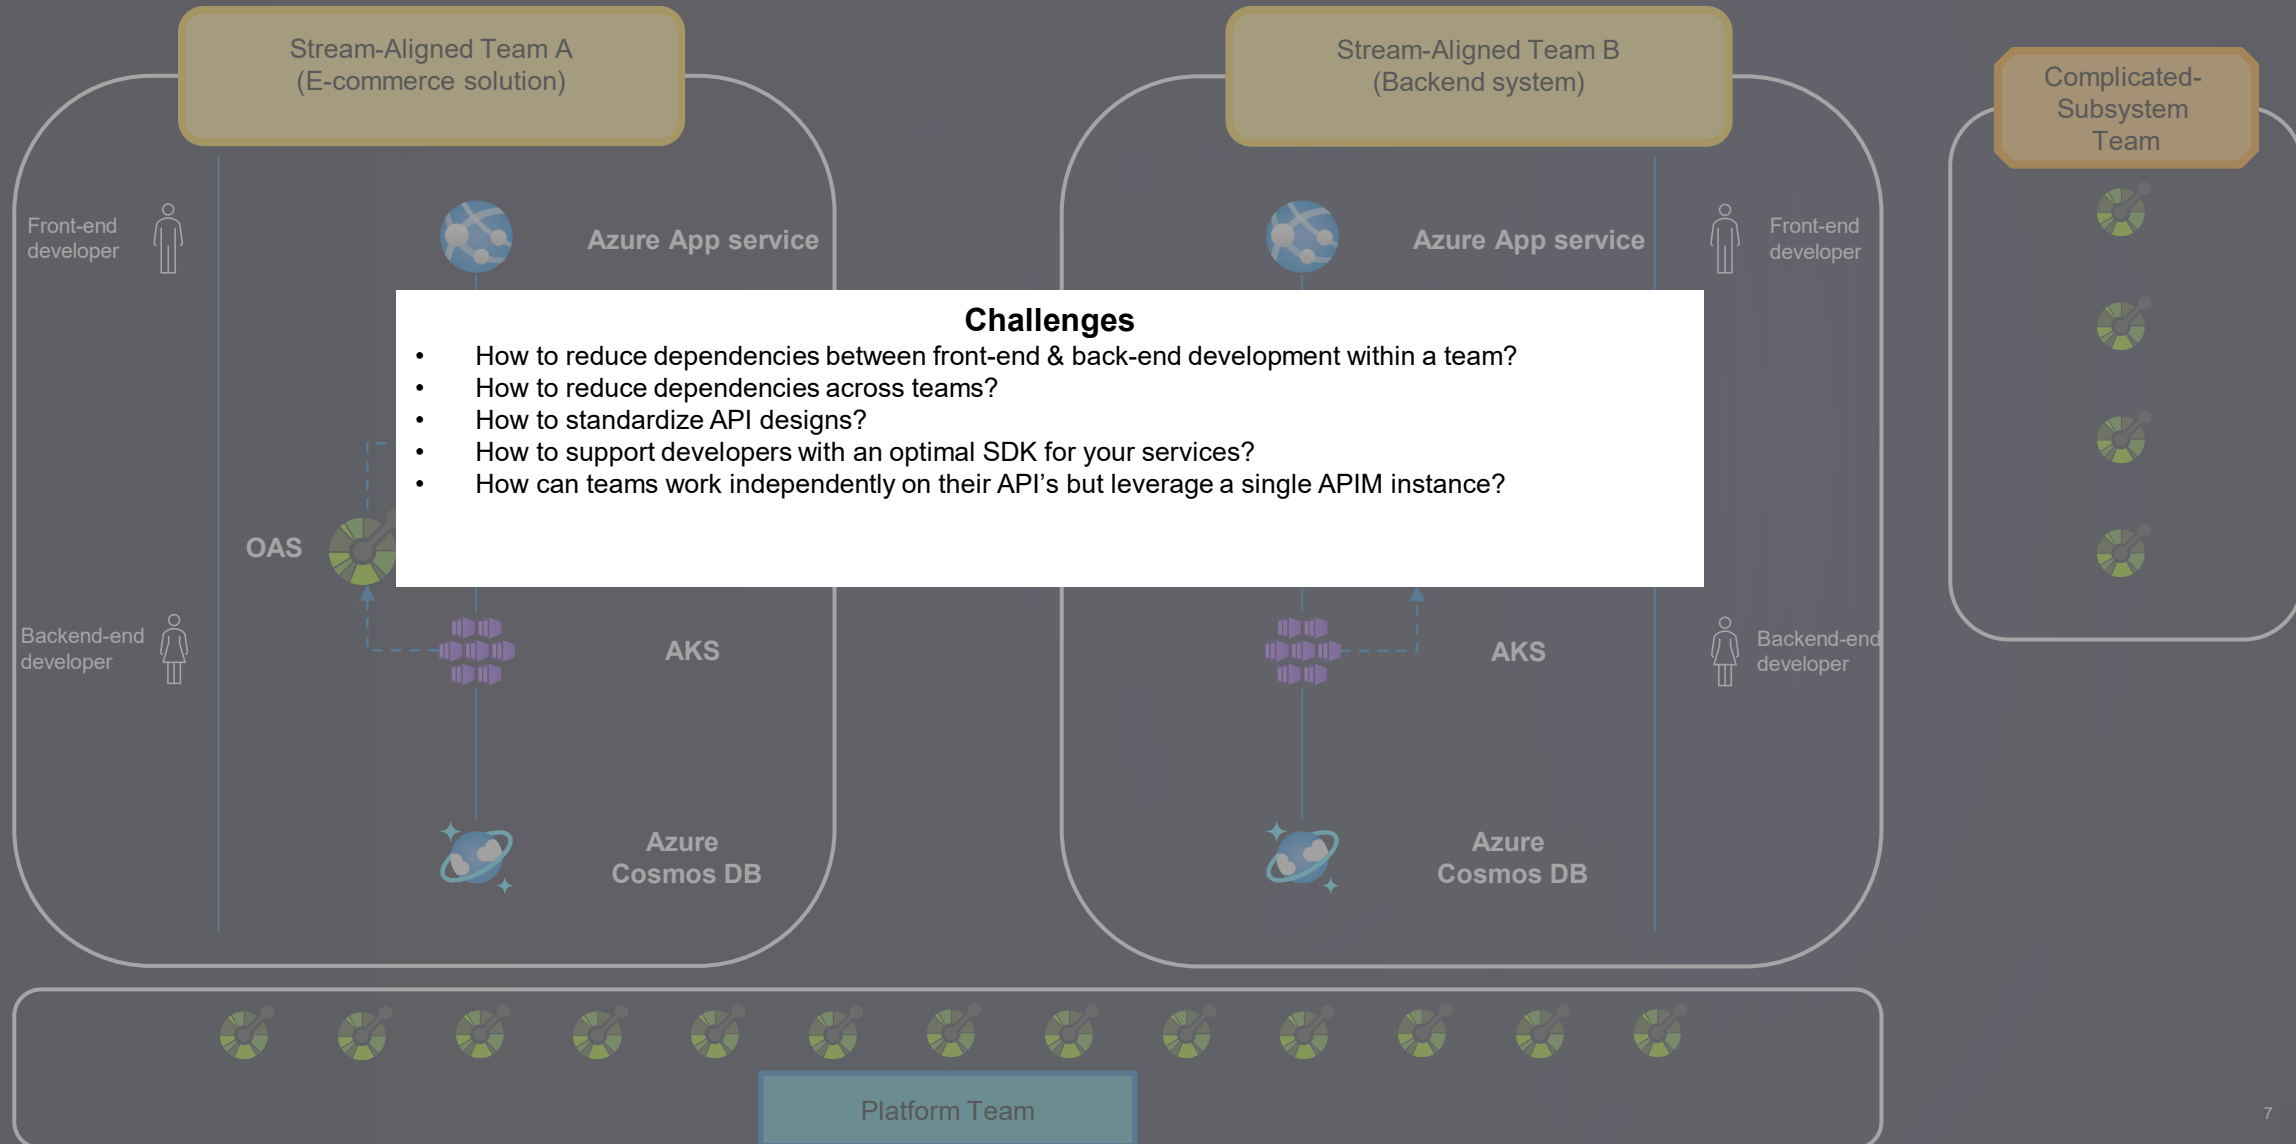 Stream-Aligned Team A
(E-commerce solution)
Stream-Aligned Team B
(Backend system)
Complicated-
Subsystem
Team
Front-end
developer
Azure App service
Azure App service
Front-end
developer
Challenges
• How to reduce dependencies between front-end & back-end development within a team?
• How to reduce dependencies across teams?
• How to standardize API designs?
• How to support developers with an optimal SDK for your services?
• How can teams work independently on their API’s but leverage a single APIM instance?
OAS
Backend-end
developer
AKS
AKS
Backend-end
developer
Azure
Cosmos DB
Azure
Cosmos DB
Platform Team
7